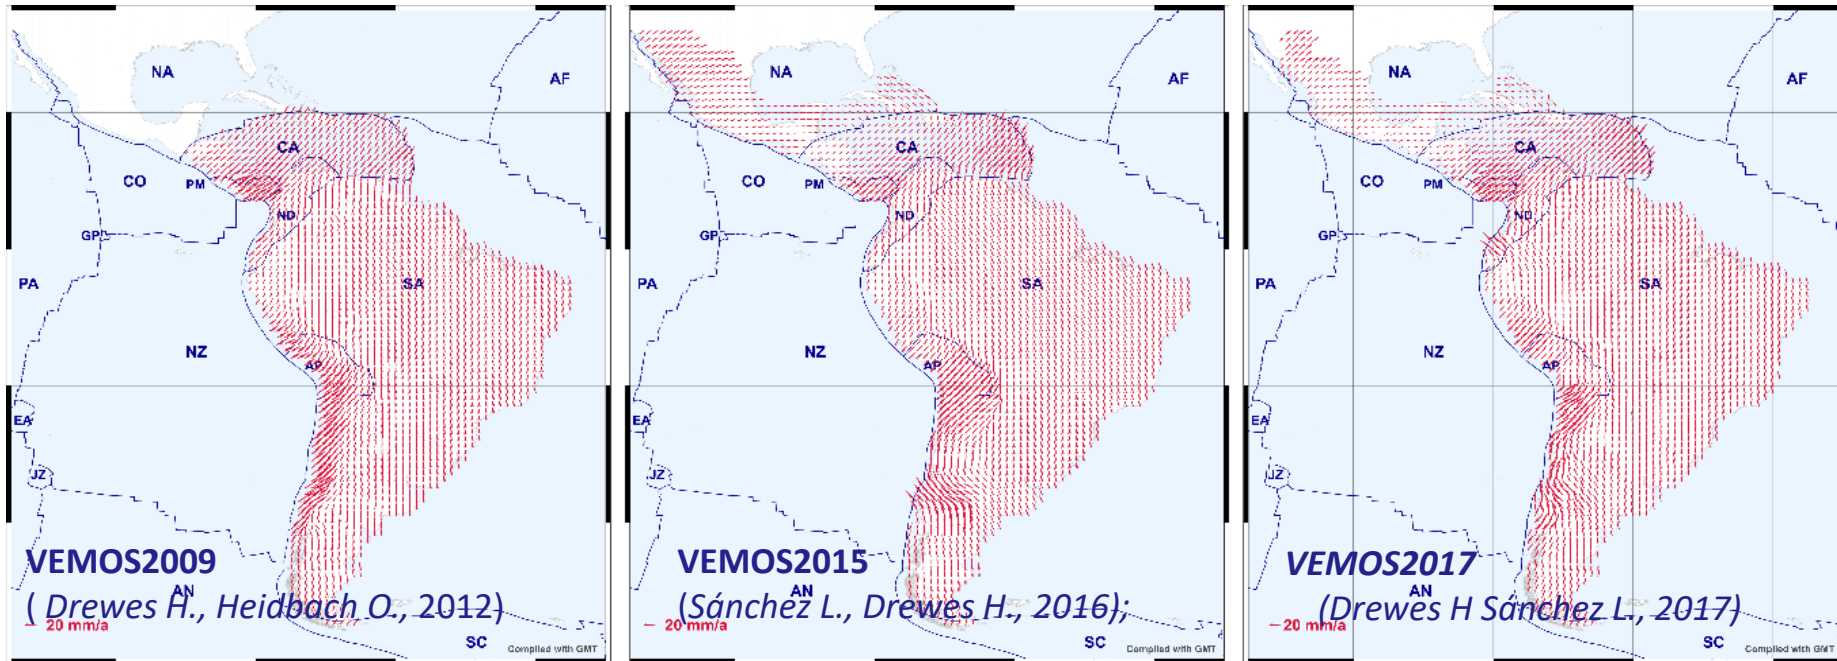 NA
AF
CA
CO
PM
ND
GP
PA
SA
NZ
AP
EA
JZ
VEMOS2009
AN
( Drewes H., Heidbach O., 2012)
20 mm/a
SC
Compiled with GMT
NA
AF
CA
CO
PM
ND
GP
PA
SA
NZ
AP
EA
JZ
VEMOS2015
AN
(Sánchez L., Drewes H., 2016);
20 mm/a
SC
Compiled with GMT
NA
AF
CA
CO
PM
ND
GP
PA
SA
NZ
AP
EA
JZ
VEMOS2017
AN
(Drewes H Sánchez L., 2017)
20 mm/a
SC
Compiled with GMT